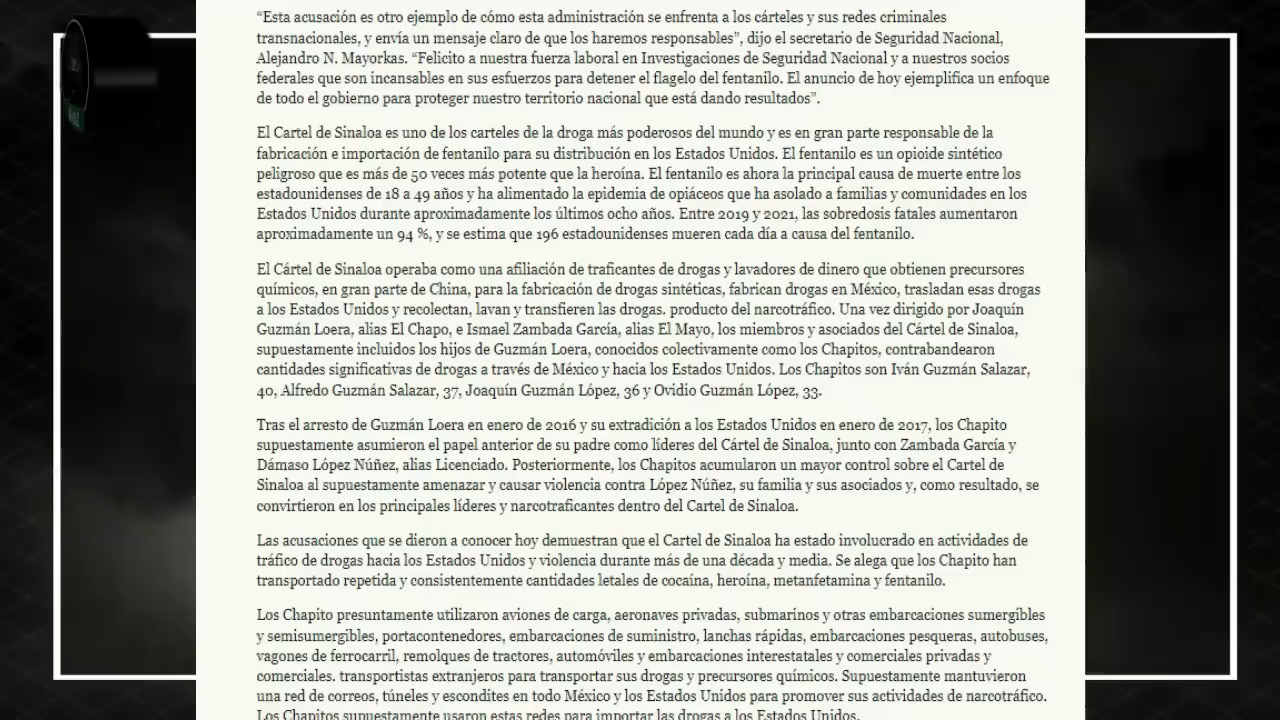 “Esta acusación es otro ejemplo de cómo esta administración se enfrenta a los cárteles y sus redes criminales
transnacionales, y envía un mensaje claro de que los haremos responsables”, dijo el secretario de Seguridad Nacional,
Alejandro N. Mayorkas. “Felicito a nuestra fuerza laboral en Investigaciones de Seguridad Nacional y a nuestros socios
federales que son incansables en sus esfuerzos para detener el flagelo del fentanilo. El anuncio de hoy ejemplifica un enfoque
de todo el gobierno para proteger nuestro territorio nacional que está dando resultados”.
El Cartel de Sinaloa es uno de los carteles de la droga más poderosos del mundo y es en gran parte responsable de la
fabricación e importación de fentanilo para su distribución en los Estados Unidos. El fentanilo es un opioide sintético
peligroso que es más de 50 veces más potente que la heroína. El fentanilo es ahora la principal causa de muerte entre los
estadounidenses de 18 a 49 años y ha alimentado la epidemia de opiáceos que ha asolado a familias y comunidades en los
Estados Unidos durante aproximadamente los últimos ocho años. Entre 2019 y 2021, las sobredosis fatales aumentaron
aproximadamente un 94 %, y se estima que 196 estadounidenses mueren cada día a causa del fentanilo.
El Cártel de Sinaloa operaba como una afiliación de traficantes de drogas y lavadores de dinero que obtienen precursores
químicos, en gran parte de China, para la fabricación de drogas sintéticas, fabrican drogas en México, trasladan esas drogas
a los Estados Unidos y recolectan, lavan y transfieren las drogas. producto del narcotráfico. Una vez dirigido por Joaquín
Guzmán Loera, alias El Chapo, e Ismael Zambada García, alias El Mayo, los miembros y asociados del Cártel de Sinaloa,
supuestamente incluidos los hijos de Guzmán Loera, conocidos colectivamente como los Chapitos, contrabandearon
cantidades significativas de drogas a través de México y hacia los Estados Unidos. Los Chapitos son Iván Guzmán Salazar,
40, Alfredo Guzmán Salazar, 37, Joaquín Guzmán López, 36 y Ovidio Guzmán López, 33.
Tras el arresto de Guzmán Loera en enero de 2016 y su extradición a los Estados Unidos en enero de 2017, los Chapito
supuestamente asumieron el papel anterior de su padre como líderes del Cártel de Sinaloa, junto con Zambada García y
Dámaso López Núñez, alias Licenciado. Posteriormente, los Chapitos acumularon un mayor control sobre el Cartel de
Sinaloa al supuestamente amenazar y causar violencia contra López Núñez, su familia y sus asociados y, como resultado, se
convirtieron en los principales líderes y narcotraficantes dentro del Cartel de Sinaloa.
Las acusaciones que se dieron a conocer hoy demuestran que el Cartel de Sinaloa ha estado involucrado en actividades de
tráfico de drogas hacia los Estados Unidos y violencia durante más de una década y media. Se alega que los Chapito han
transportado repetida y consistentemente cantidades letales de cocaína, heroína, metanfetamina y fentanilo.
Los Chapito presuntamente utilizaron aviones de carga, aeronaves privadas, submarinos y otras embarcaciones sumergibles
y semisumergibles, portacontenedores, embarcaciones de suministro, lanchas rápidas, embarcaciones pesqueras, autobuses,
vagones de ferrocarril, remolques de tractores, automóviles y embarcaciones interestatales y comerciales privadas y
comerciales. transportistas extranjeros para transportar sus drogas y precursores químicos. Supuestamente mantuvieron
una red de correos, túneles y escondites en todo México y los Estados Unidos para promover sus actividades de narcotráfico.
Los Chapitos supuestamente usaron estas redes para importar las drogas a los Estados Unidos.